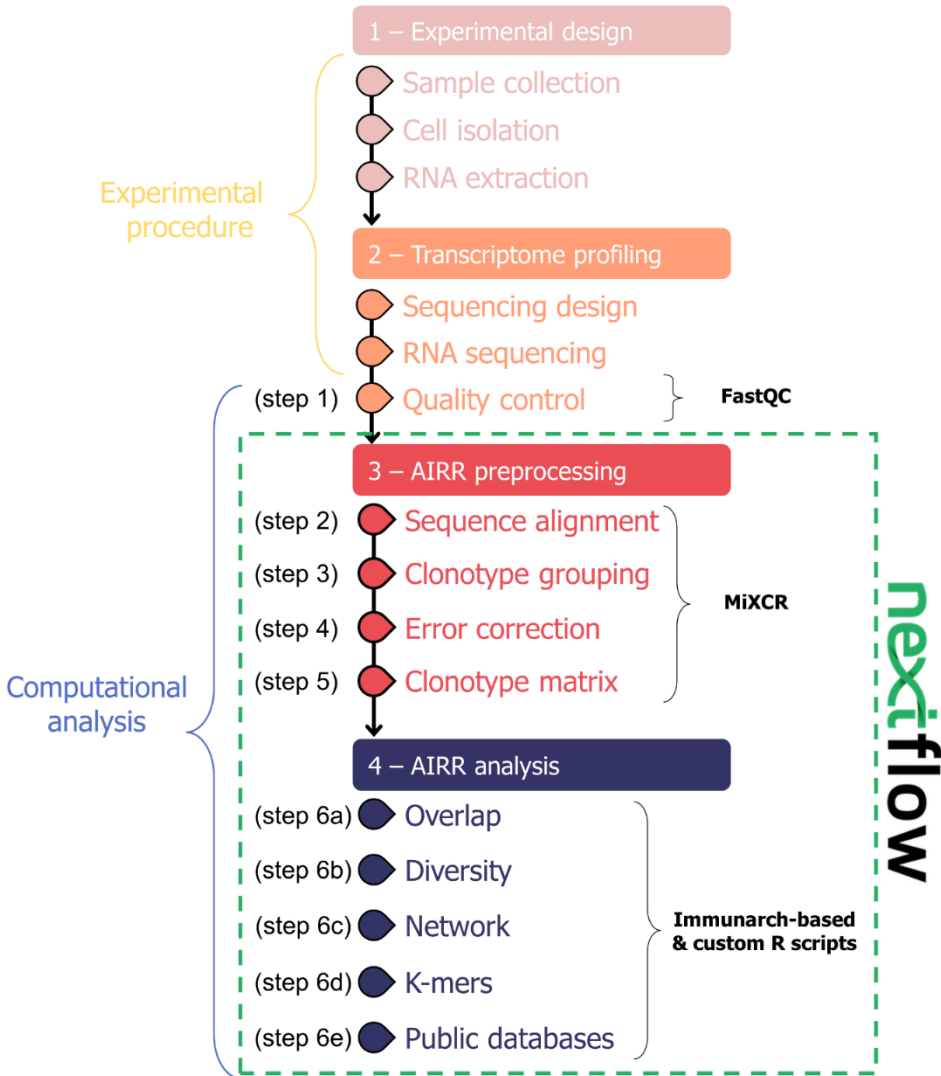 1 – Experimental design
Sample collection
Cell isolation
RNA extraction
Experimental
procedure
2 – Transcriptome profiling
Sequencing design
RNA sequencing
(step 1) Quality control
FastQC
3 – AIRR preprocessing
(step 2) Sequence alignment
(step 3) Clonotype grouping
(step 4) Error correction
(step 5) Clonotype matrix
MiXCR
nextflow
Computational
analysis
4 – AIRR analysis
(step 6a) Overlap
(step 6b) Diversity
(step 6c) Network
(step 6d) K-mers
(step 6e) Public databases
Immunarch-based
& custom R scripts